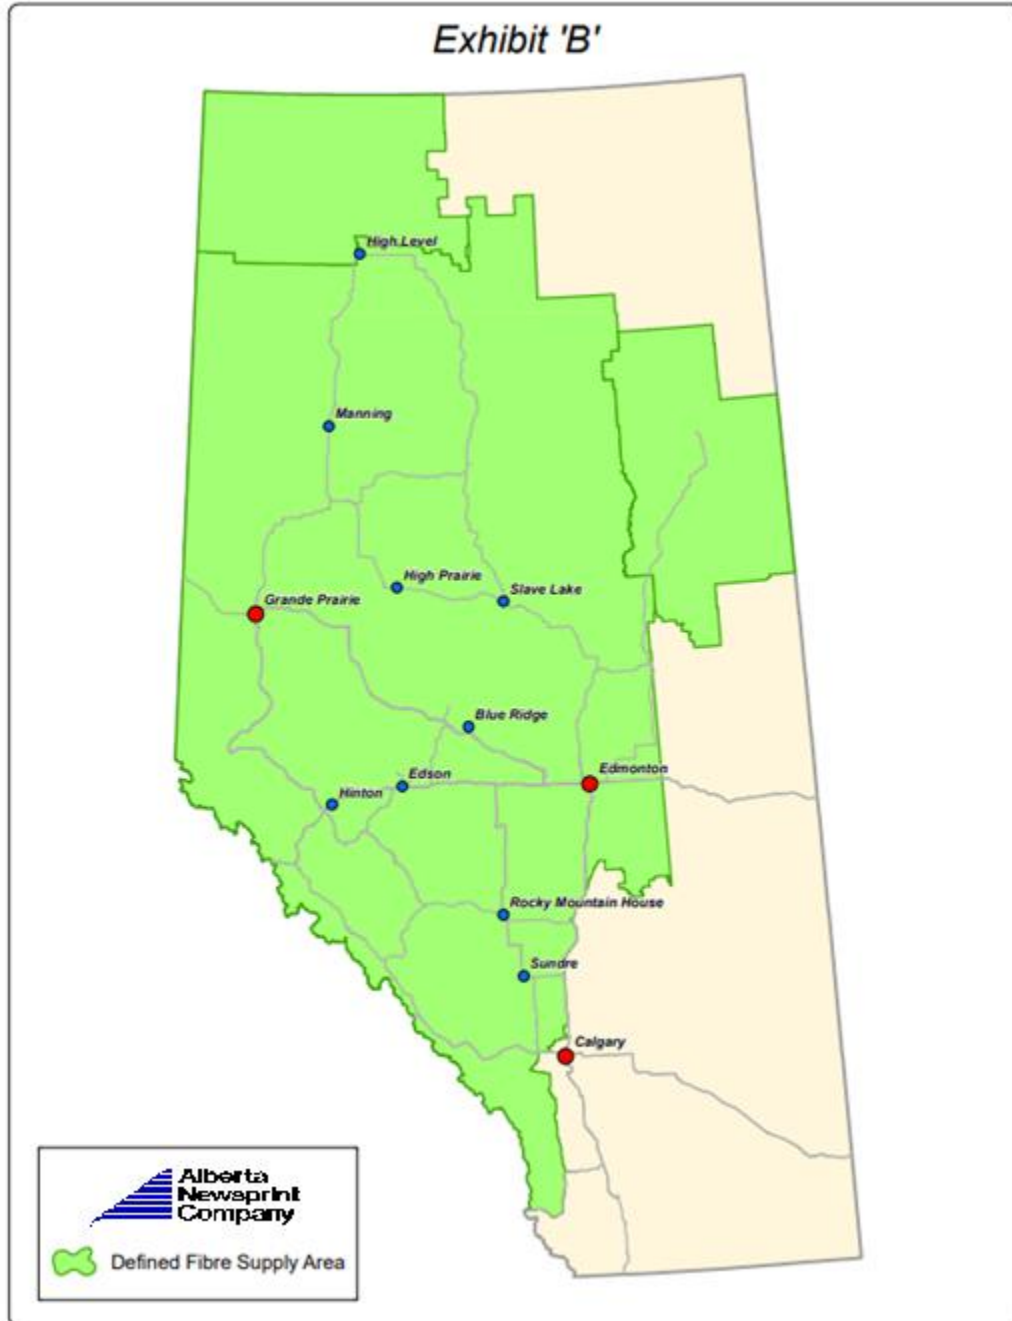 Exhibit 'B'
High Level
Manning
High Prairie
Slave Lake
Grande Prairie
Blue Ridge
Edson
Edmonton
Hinton
Rocky Mountain House
Sundre
Calgary
Alberta
Newsprint
Company
Defined Fibre Supply Area